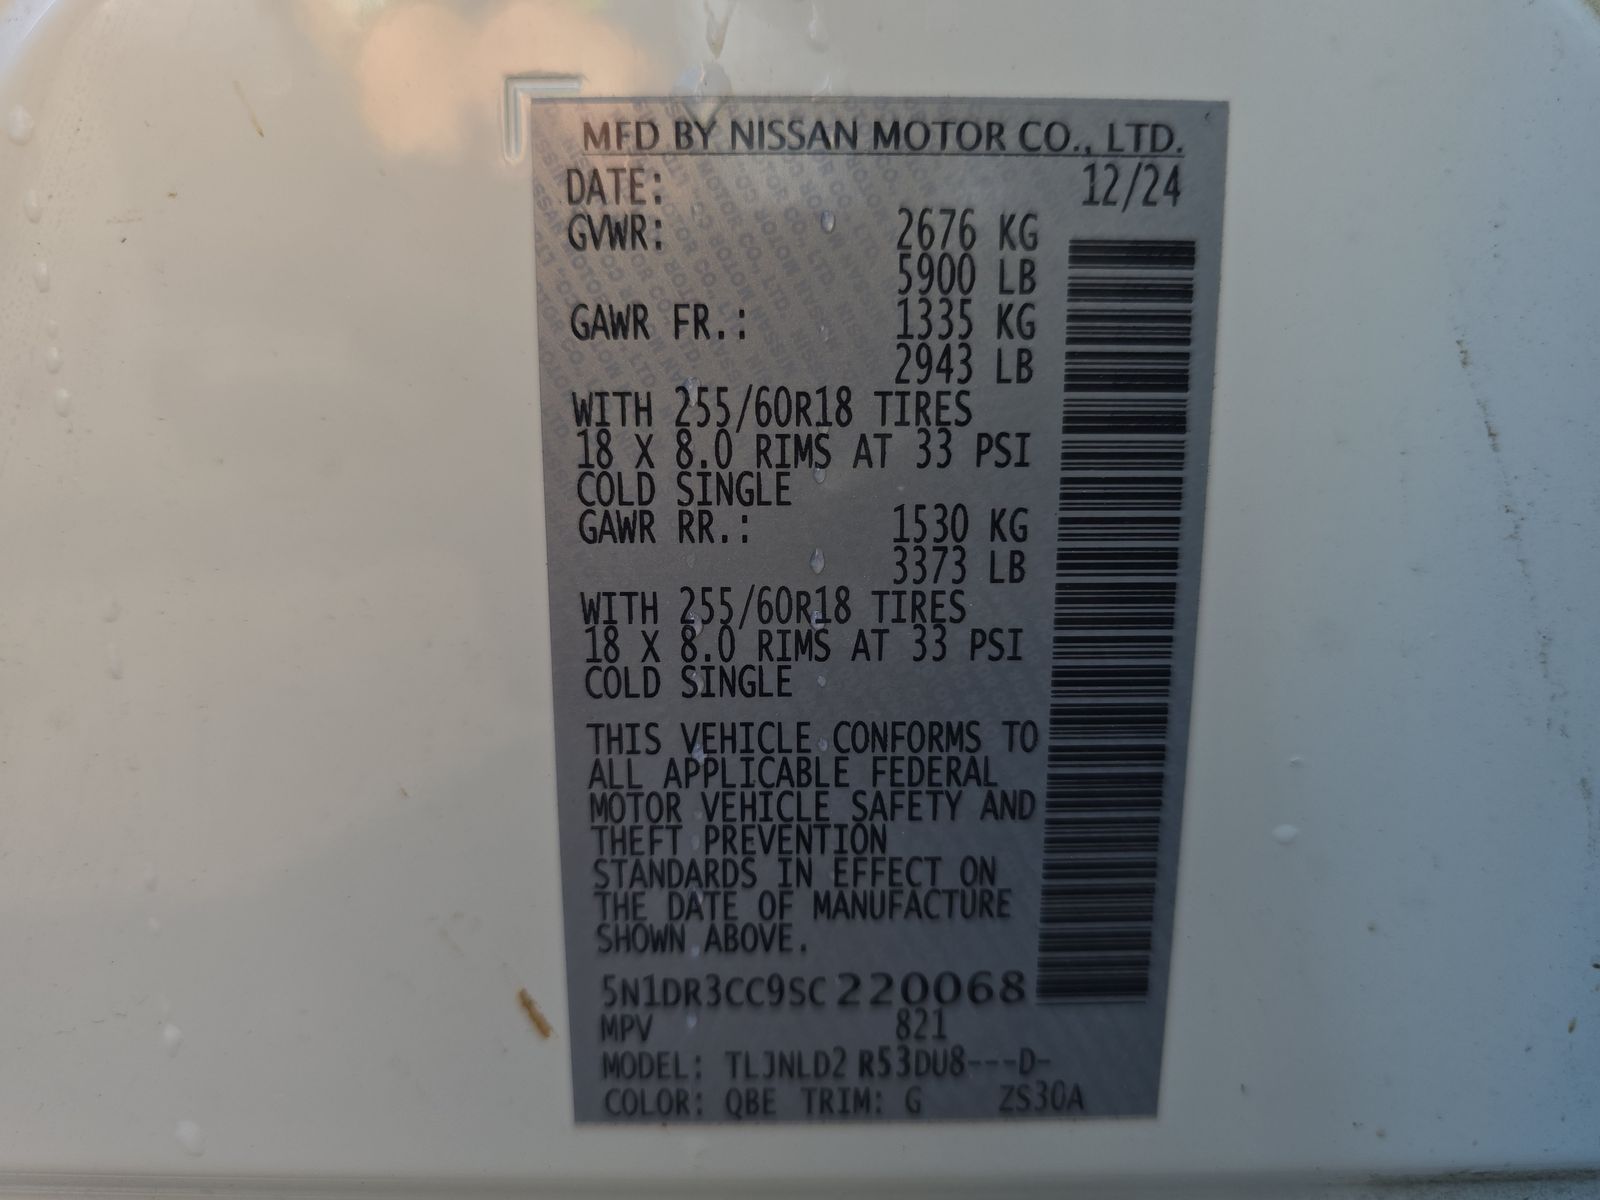 MFD BY NISSAN MOTOR CO., LTD.
DATE: 12/24
GVWR: 2676 KG
5900 LB
GAWR FR.: 1335 KG
2943 LB
WITH 255/60R18 TIRES
18 X 8.0 RIMS AT 33 PSI
COLD SINGLE
GAWR RR.: 1530 KG
3373 LB
WITH 255/60R18 TIRES
18 X 8.0 RIMS AT 33 PSI
COLD SINGLE
THIS VEHICLE CONFORMS TO
ALL APPLICABLE FEDERAL
MOTOR VEHICLE SAFETY AND
THEFT PREVENTION
STANDARDS IN EFFECT ON
THE DATE OF MANUFACTURE
SHOWN ABOVE.
5N1DR3CC9SC220068
MPV 821
MODEL: TLJNLD2 R53DU8---D-
COLOR: QBE TRIM: G ZS30A